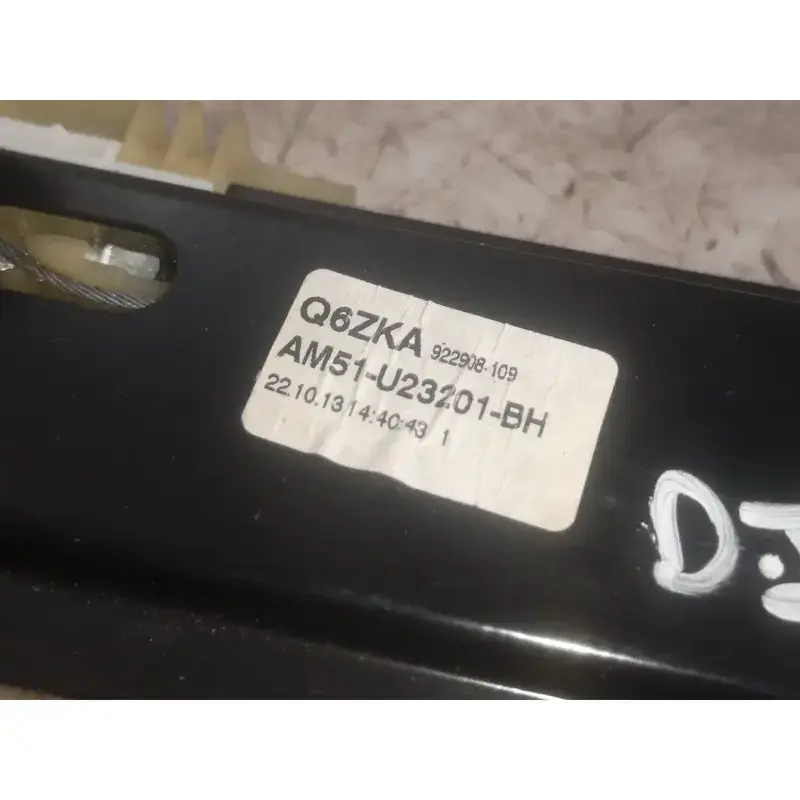 Q6ZKA 922908-109
AM51-U23201-BH
22.10.13 14:40:43 1
D.I